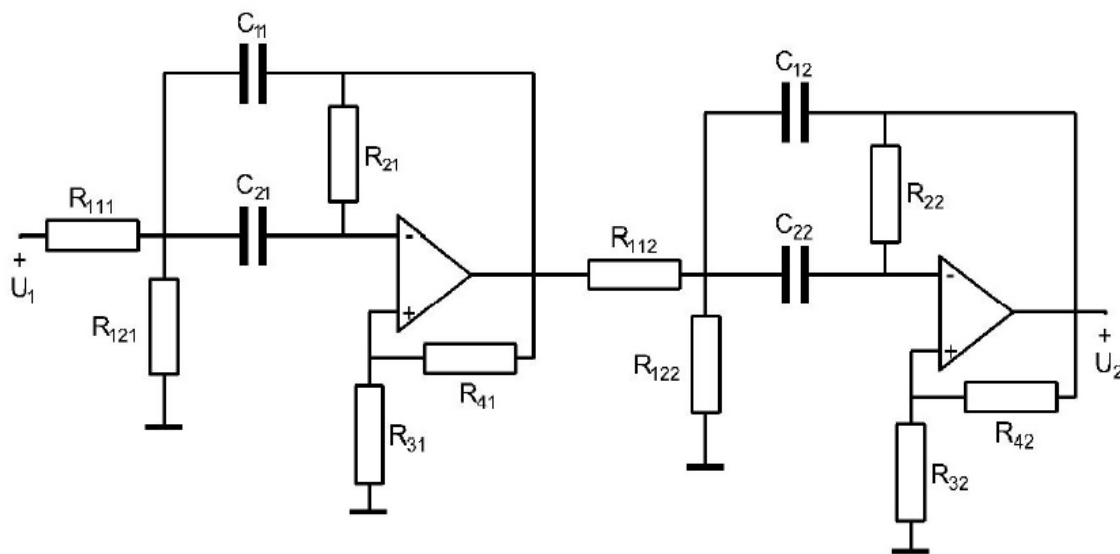 C₁₁
C₁₂
R₂₁
R₂₂
C₂₁
C₂₂
R₁₁₁
R₁₁₂
+
U₁
-
+
-
+
+
U₂
R₁₂₁
R₁₂₂
R₄₁
R₄₂
R₃₁
R₃₂